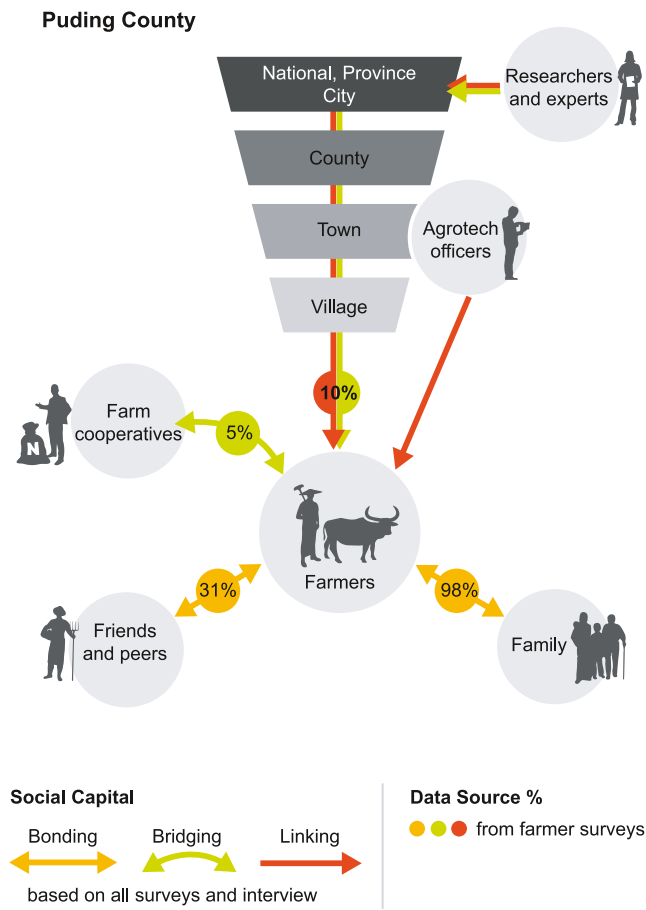 Puding County
National, Province
City
Researchers
and experts
County
Town
Agrotech
officers
Village
10%
Farm
cooperatives
5%
N
Farmers
31%
98%
Friends
and peers
Family
Social Capital
Bonding
Bridging
Linking
based on all surveys and interview
Data Source %
from farmer surveys